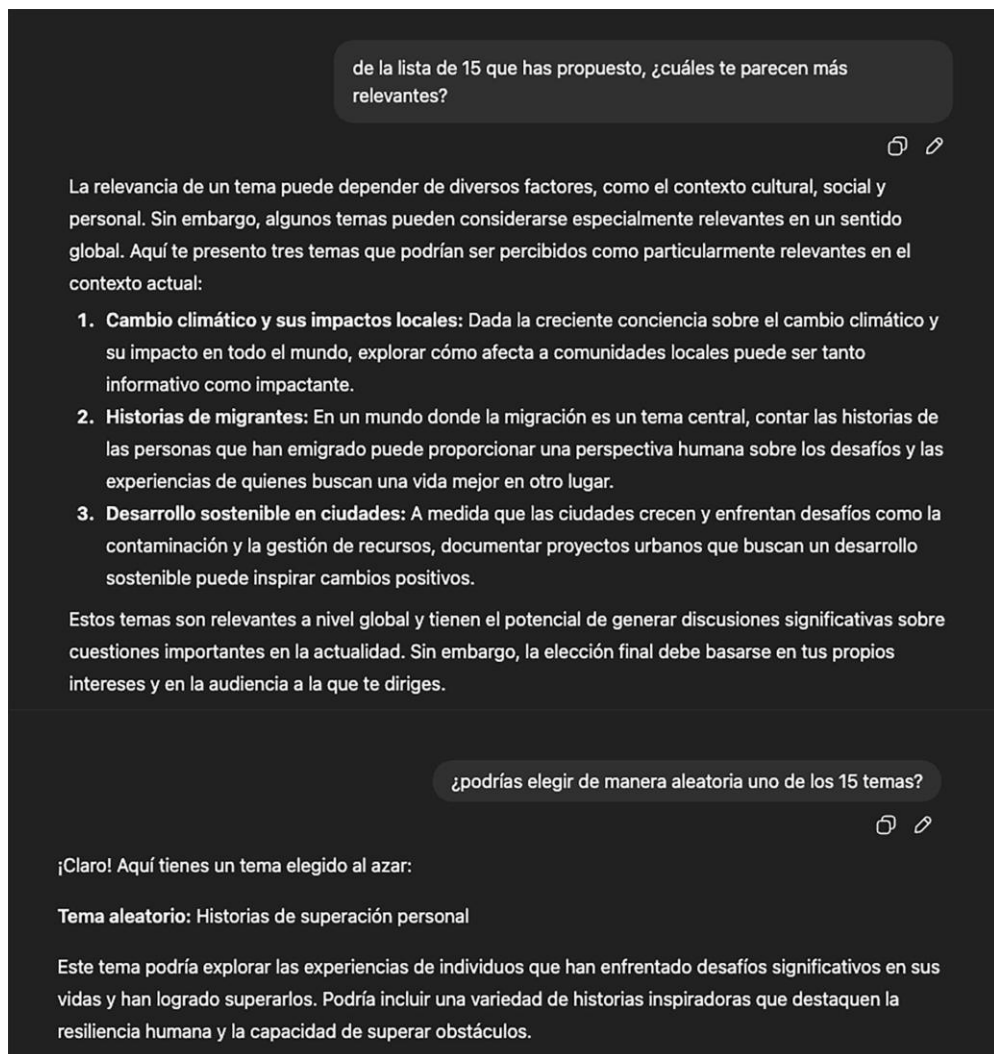 de la lista de 15 que has propuesto, ¿cuáles te parecen más
relevantes?
La relevancia de un tema puede depender de diversos factores, como el contexto cultural, social y
personal. Sin embargo, algunos temas pueden considerarse especialmente relevantes en un sentido
global. Aquí te presento tres temas que podrían ser percibidos como particularmente relevantes en el
contexto actual:
1. Cambio climático y sus impactos locales: Dada la creciente conciencia sobre el cambio climático y
su impacto en todo el mundo, explorar cómo afecta a comunidades locales puede ser tanto
informativo como impactante.
2. Historias de migrantes: En un mundo donde la migración es un tema central, contar las historias de
las personas que han emigrado puede proporcionar una perspectiva humana sobre los desafíos y las
experiencias de quienes buscan una vida mejor en otro lugar.
3. Desarrollo sostenible en ciudades: A medida que las ciudades crecen y enfrentan desafíos como la
contaminación y la gestión de recursos, documentar proyectos urbanos que buscan un desarrollo
sostenible puede inspirar cambios positivos.
Estos temas son relevantes a nivel global y tienen el potencial de generar discusiones significativas sobre
cuestiones importantes en la actualidad. Sin embargo, la elección final debe basarse en tus propios
intereses y en la audiencia a la que te diriges.
¿podrías elegir de manera aleatoria uno de los 15 temas?
¡Claro! Aquí tienes un tema elegido al azar:
Tema aleatorio: Historias de superación personal
Este tema podría explorar las experiencias de individuos que han enfrentado desafíos significativos en sus
vidas y han logrado superarlos. Podría incluir una variedad de historias inspiradoras que destaquen la
resiliencia humana y la capacidad de superar obstáculos.